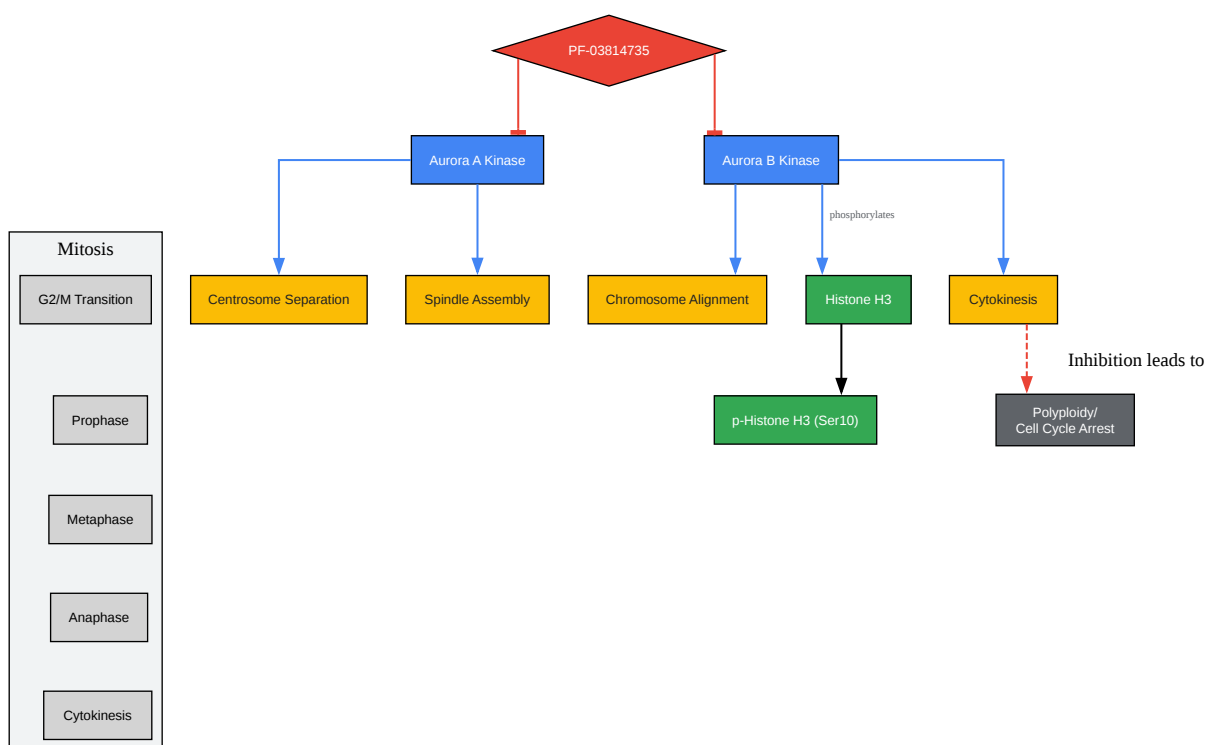 PF-03814735
Aurora A Kinase
Aurora B Kinase
phosphorylates
Mitosis
G2/M Transition
Centrosome Separation
Spindle Assembly
Chromosome Alignment
Histone H3
Cytokinesis
Inhibition leads to
Prophase
p-Histone H3 (Ser10)
Polyploidy/
Cell Cycle Arrest
Metaphase
Anaphase
Cytokinesis